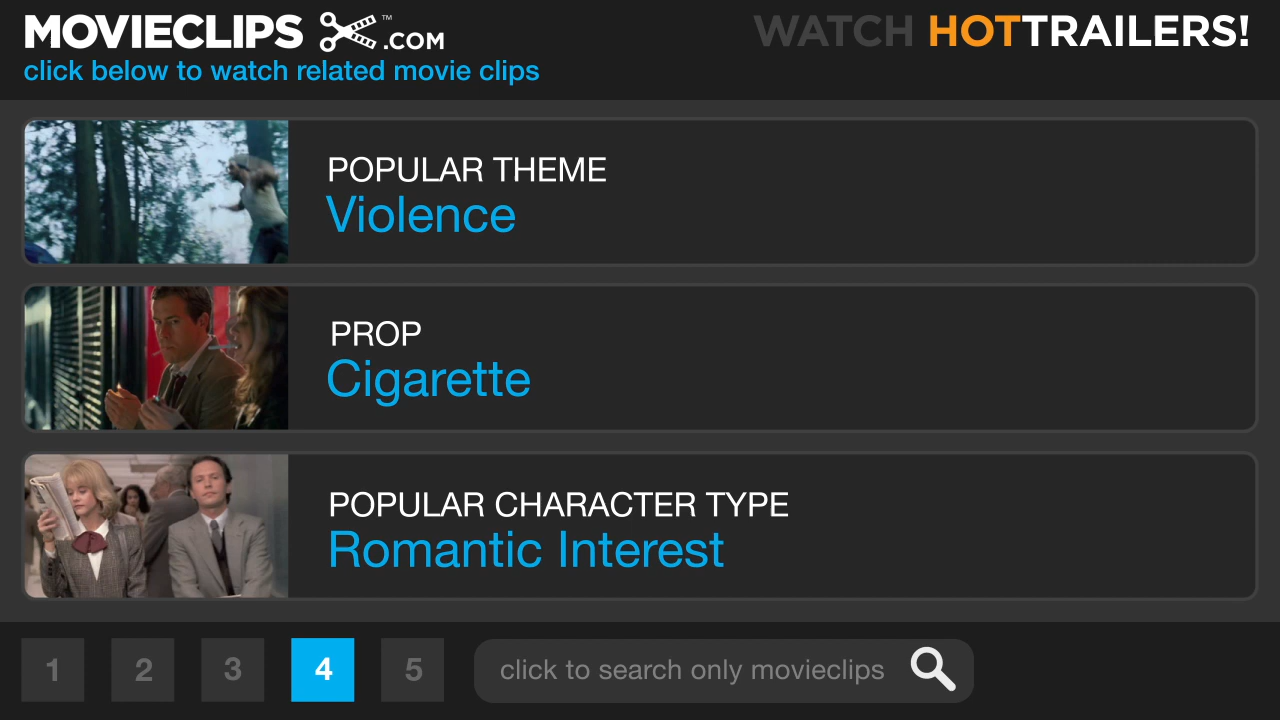 MOVIECLIPS ™.COM
WATCH HOTTRAILERS!
click below to watch related movie clips
POPULAR THEME
Violence
PROP
Cigarette
POPULAR CHARACTER TYPE
Romantic Interest
1 2 3 4 5
click to search only movieclips